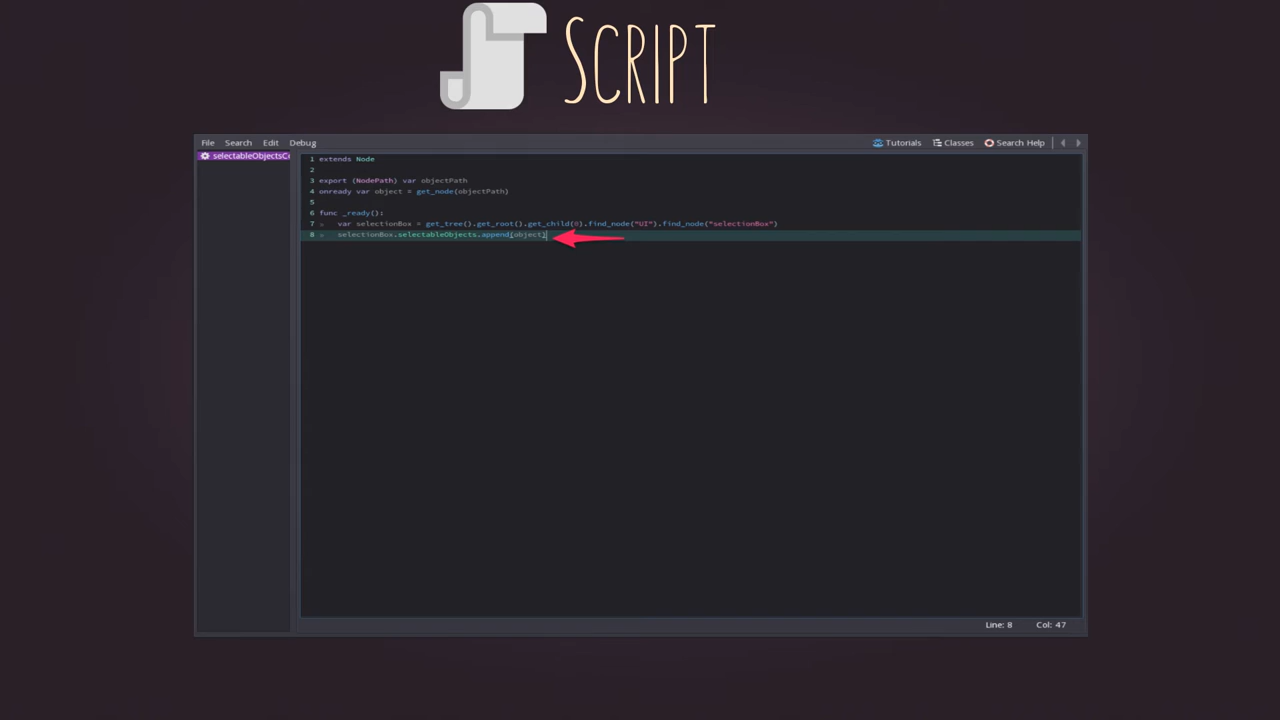 SCRIPT
File Search Edit Debug Tutorials Classes Search Help
selectableObjectsCo
1 extends Node
2
3 export (NodePath) var objectPath
4 onready var object = get_node(objectPath)
5
6 func _ready():
7 var selectionBox = get_tree().get_root().get_child(0).find_node("UI").find_node("selectionBox")
8 selectionBox.selectableObjects.append(object)
Line: 8 Col: 47